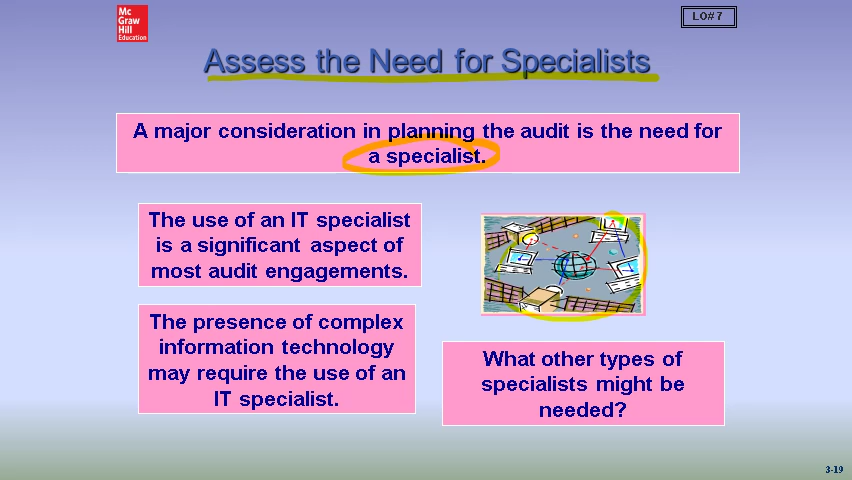 Mc
Graw
Hill
Education
LO# 7
Assess the Need for Specialists
A major consideration in planning the audit is the need for
a specialist.
The use of an IT specialist
is a significant aspect of
most audit engagements.
The presence of complex
information technology
may require the use of an
IT specialist.
What other types of
specialists might be
needed?
3-19